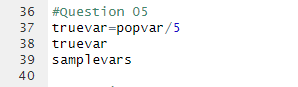 36 #Question 05
37 truevar=popvar/5
38 truevar
39 samplevars
40